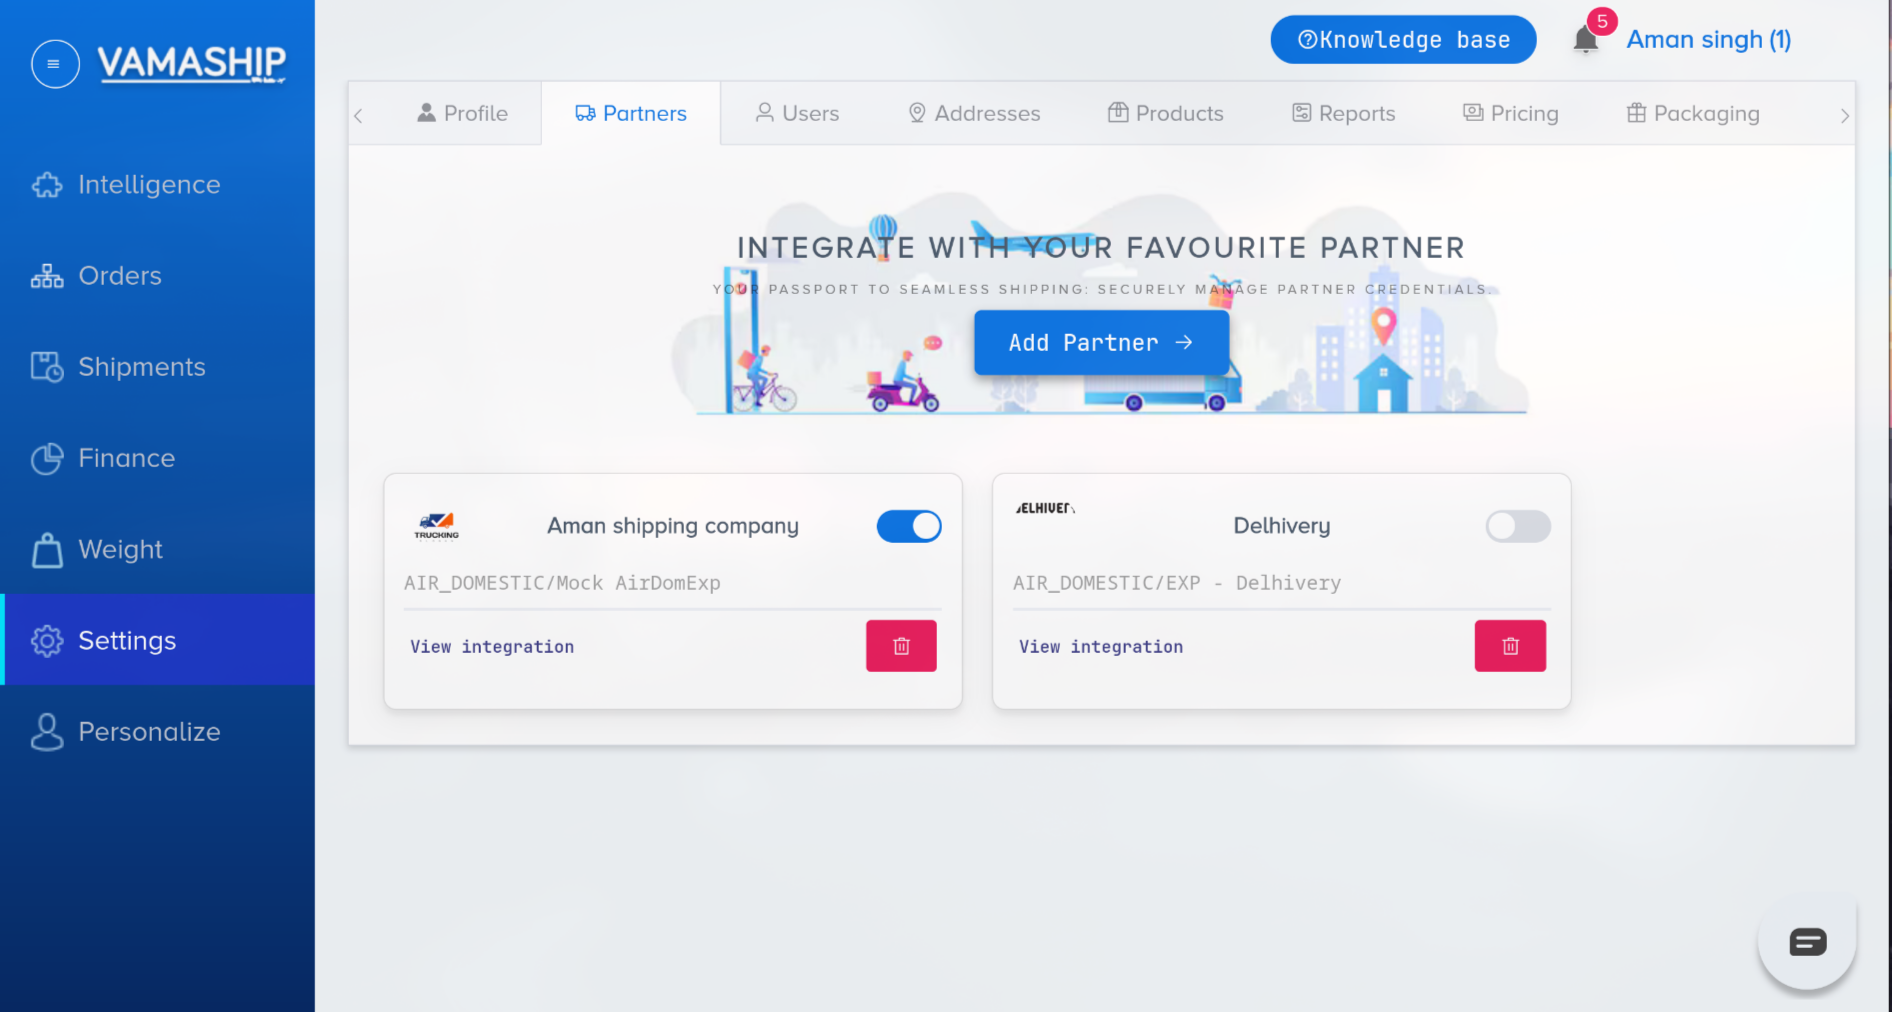 VAMASHIP
Knowledge base
5
Aman singh (1)
Profile
Partners
Users
Addresses
Products
Reports
Pricing
Packaging
Intelligence
Orders
Shipments
Finance
Weight
Settings
Personalize
INTEGRATE WITH YOUR FAVOURITE PARTNER
YOUR PASSPORT TO SEAMLESS SHIPPING: SECURELY MANAGE PARTNER CREDENTIALS.
Add Partner →
TRUCKING
Aman shipping company
AIR_DOMESTIC/Mock AirDomExp
View integration
ELHIVER
Delhivery
AIR_DOMESTIC/EXP - Delhivery
View integration